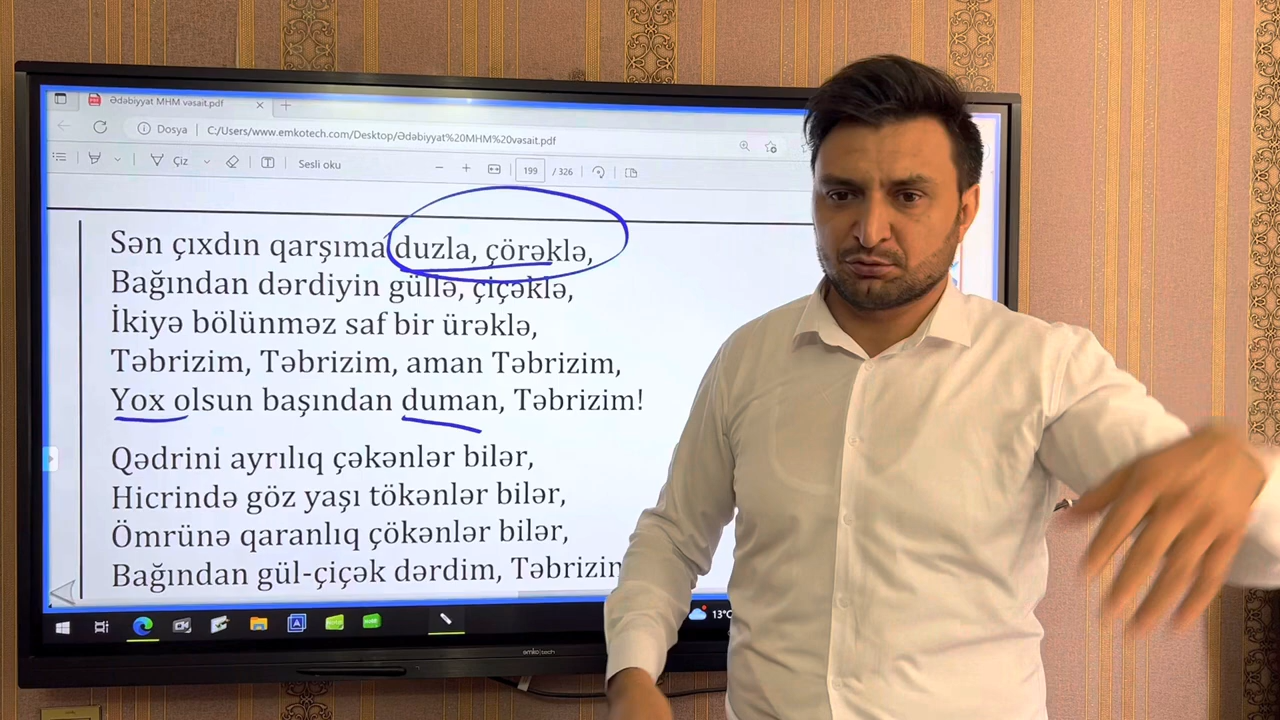 Ədəbiyyat MHM vəsait.pdf
Dosya
C:/Users/www.emkotech.com/Desktop/Ədəbiyyat%20MHM%20vəsait.pdf
Çiz
Sesli oku
199
/ 326
Sən çıxdın qarşıma duzla, çörəklə,
Bağından dərdiyin güllə, çiçəklə,
İkiyə bölünməz saf bir ürəklə,
Təbrizim, Təbrizim, aman Təbrizim,
Yox olsun başından duman, Təbrizim!
Qədrini ayrılıq çəkənlər bilər,
Hicrində göz yaşı tökənlər bilər,
Ömrünə qaranlıq çökənlər bilər,
Bağından gül-çiçək dərdim, Təbrizim
13°C
emko|tech